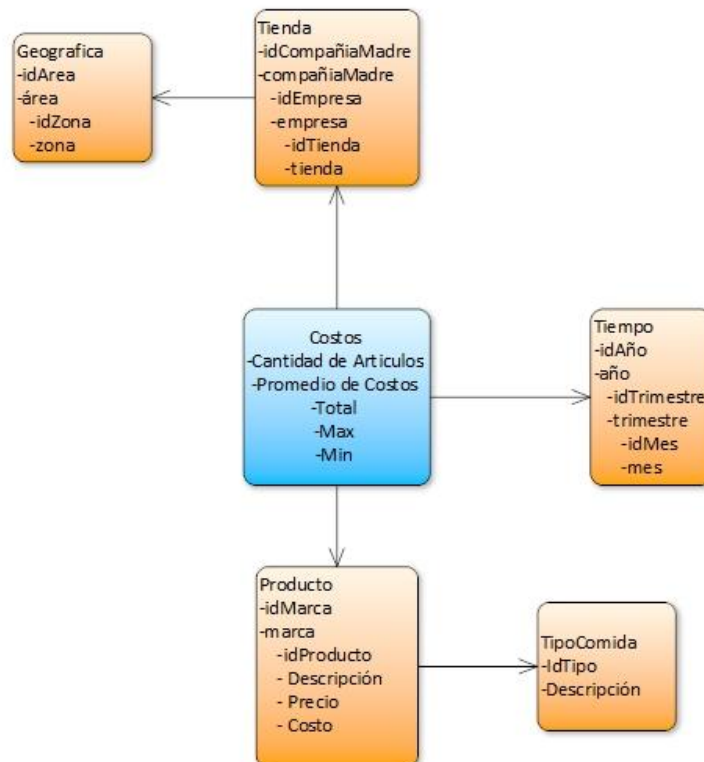 Geografica
-idArea
-área
-idZona
-zona
Tienda
-idCompañiaMadre
-compañiaMadre
-idEmpresa
-empresa
-idTienda
-tienda
Costos
-Cantidad de Articulos
-Promedio de Costos
-Total
-Max
-Min
Tiempo
-idAño
-año
-idTrimestre
-trimestre
-idMes
-mes
Producto
-idMarca
-marca
-idProducto
- Descripción
- Precio
- Costo
TipoComida
-IdTipo
-Descripción